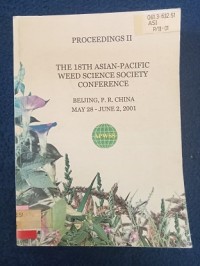 PROCEEDINGS II
THE 18TH ASIAN-PACIFIC
WEED SCIENCE SOCIETY
CONFERENCE
BEIJING, P. R. CHINA
MAY 28 - JUNE 2, 2001
APWSS